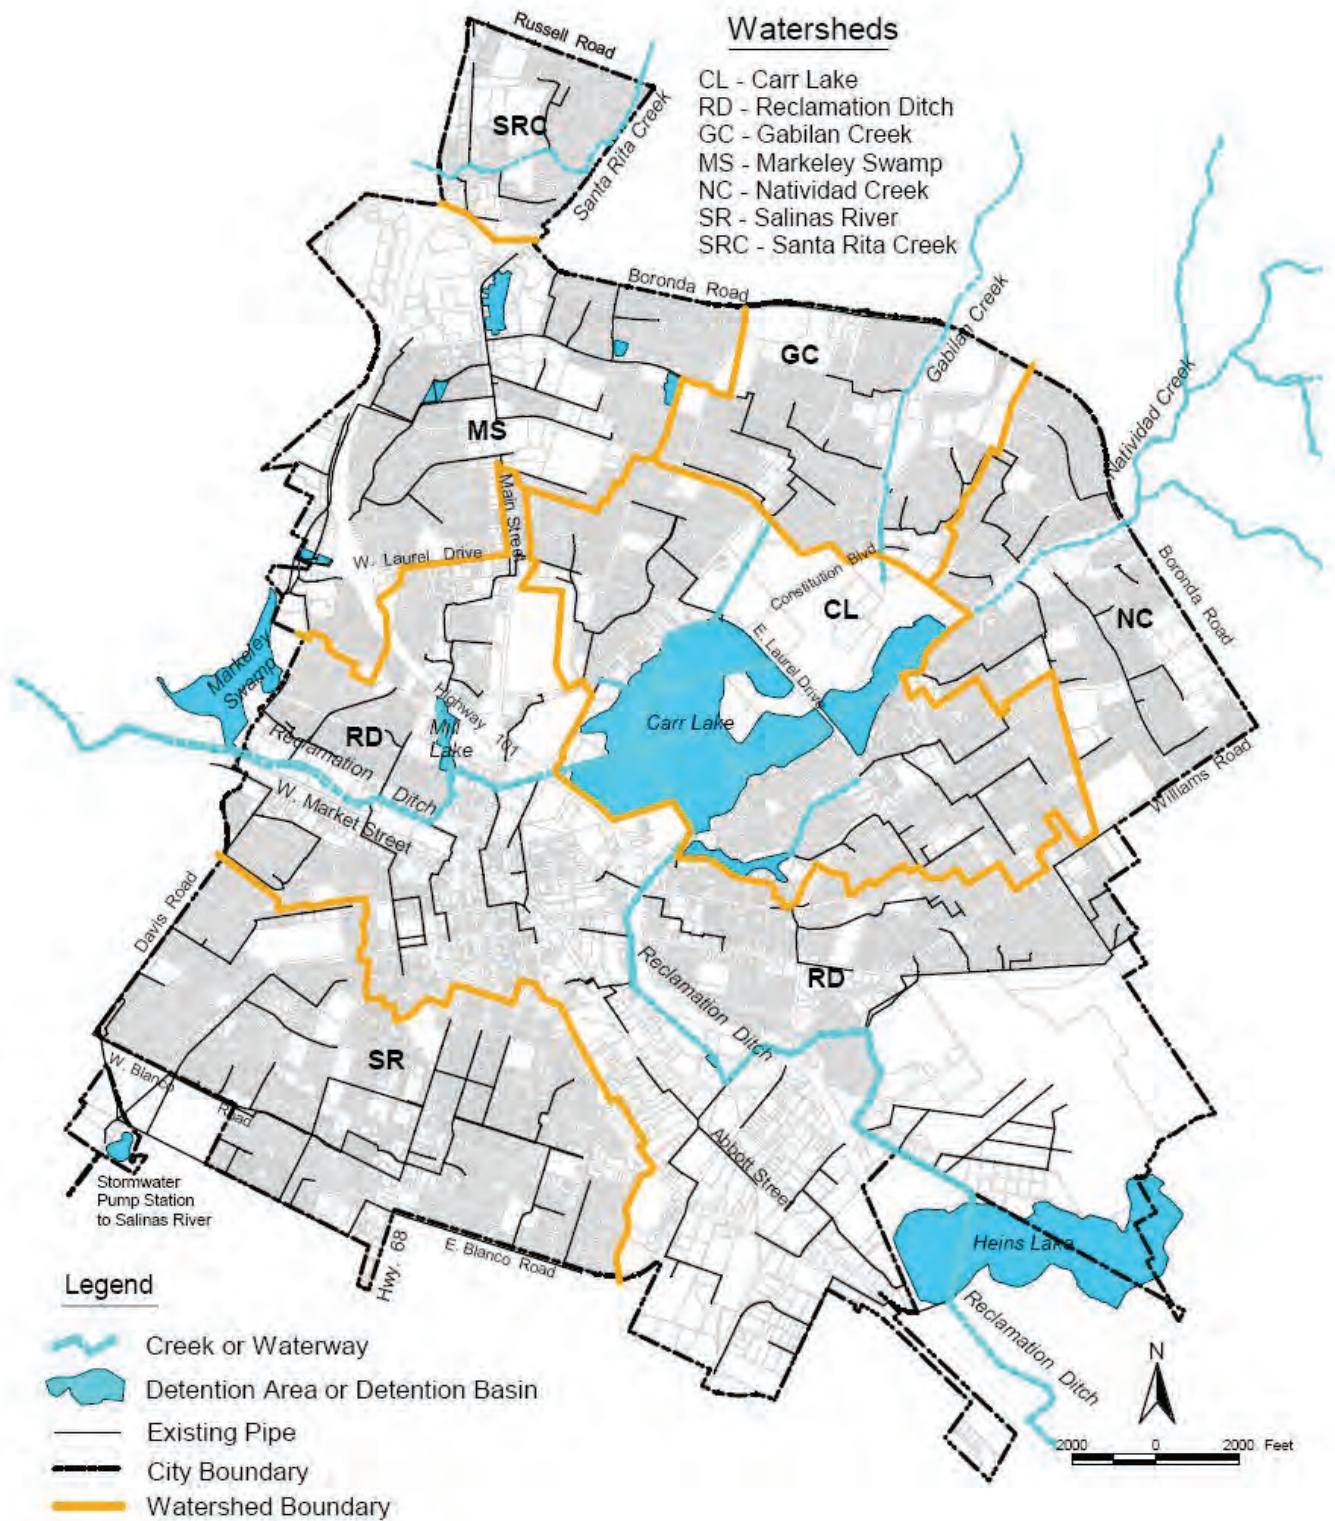 Russell Road
Watersheds
CL - Carr Lake
RD - Reclamation Ditch
GC - Gabilan Creek
MS - Markeley Swamp
NC - Natividad Creek
SR - Salinas River
SRC - Santa Rita Creek
SRC
Santa Rita Creek
Boronda Road
GC
Gabilan Creek
Natividad Creek
MS
Main Street
W. Laurel Drive
Constitution Blvd.
CL
Boronda Road
NC
E. Laurel Drive
Markeley
Swamp
Highway 101
Mill
Lake
Carr Lake
RD
Reclamation Ditch
W. Market Street
Williams Road
Davis Road
Reclamation Ditch
RD
SR
W. Blanco Road
Abbott Street
Stormwater
Pump Station
to Salinas River
Hwy. 68
E. Blanco Road
Heins Lake
Reclamation Ditch
Legend
Creek or Waterway
Detention Area or Detention Basin
Existing Pipe
City Boundary
Watershed Boundary
N
2000 0 2000 Feet